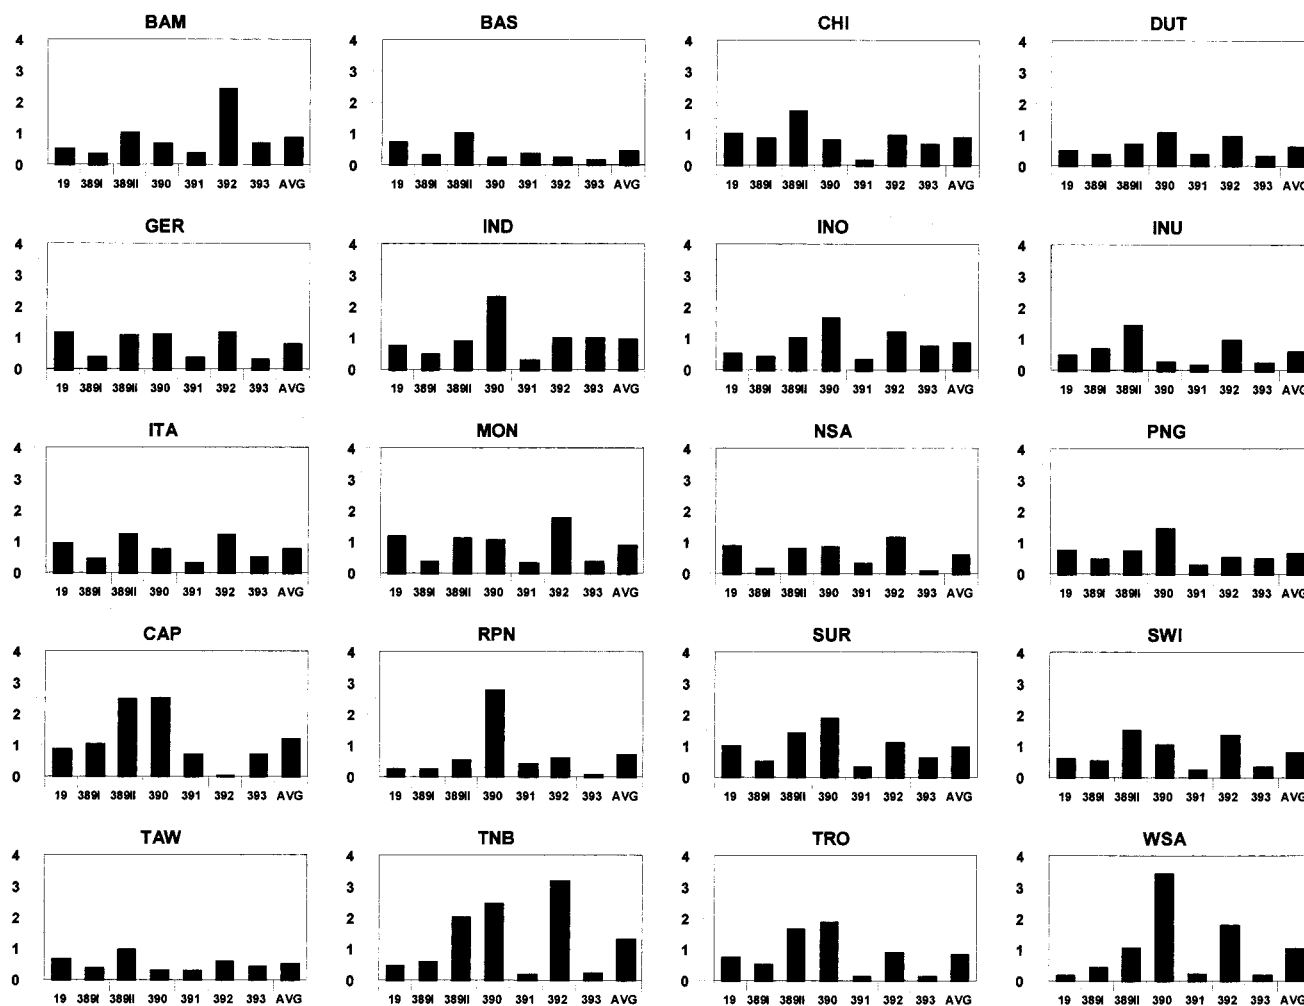 BAM BAS CHI DUT
4 4 4 4
3 3 3 3
2 2 2 2
1 1 1 1
0 0 0 0
19 389I 389II 390 391 392 393 AVG 19 389I 389II 390 391 392 393 AVG 19 389I 389II 390 391 392 393 AVG 19 389I 389II 390 391 392 393 AVG
GER IND INO INU
4 4 4 4
3 3 3 3
2 2 2 2
1 1 1 1
0 0 0 0
19 389I 389II 390 391 392 393 AVG 19 389I 389II 390 391 392 393 AVG 19 389I 389II 390 391 392 393 AVG 19 389I 389II 390 391 392 393 AVG
ITA MON NSA PNG
4 4 4 4
3 3 3 3
2 2 2 2
1 1 1 1
0 0 0 0
19 389I 389II 390 391 392 393 AVG 19 389I 389II 390 391 392 393 AVG 19 389I 389II 390 391 392 393 AVG 19 389I 389II 390 391 392 393 AVG
CAP RPN SUR SWI
4 4 4 4
3 3 3 3
2 2 2 2
1 1 1 1
0 0 0 0
19 389I 389II 390 391 392 393 AVG 19 389I 389II 390 391 392 393 AVG 19 389I 389II 390 391 392 393 AVG 19 389I 389II 390 391 392 393 AVG
TAW TNB TRO WSA
4 4 4 4
3 3 3 3
2 2 2 2
1 1 1 1
0 0 0 0
19 389I 389II 390 391 392 393 AVG 19 389I 389II 390 391 392 393 AVG 19 389I 389II 390 391 392 393 AVG 19 389I 389II 390 391 392 393 AVG